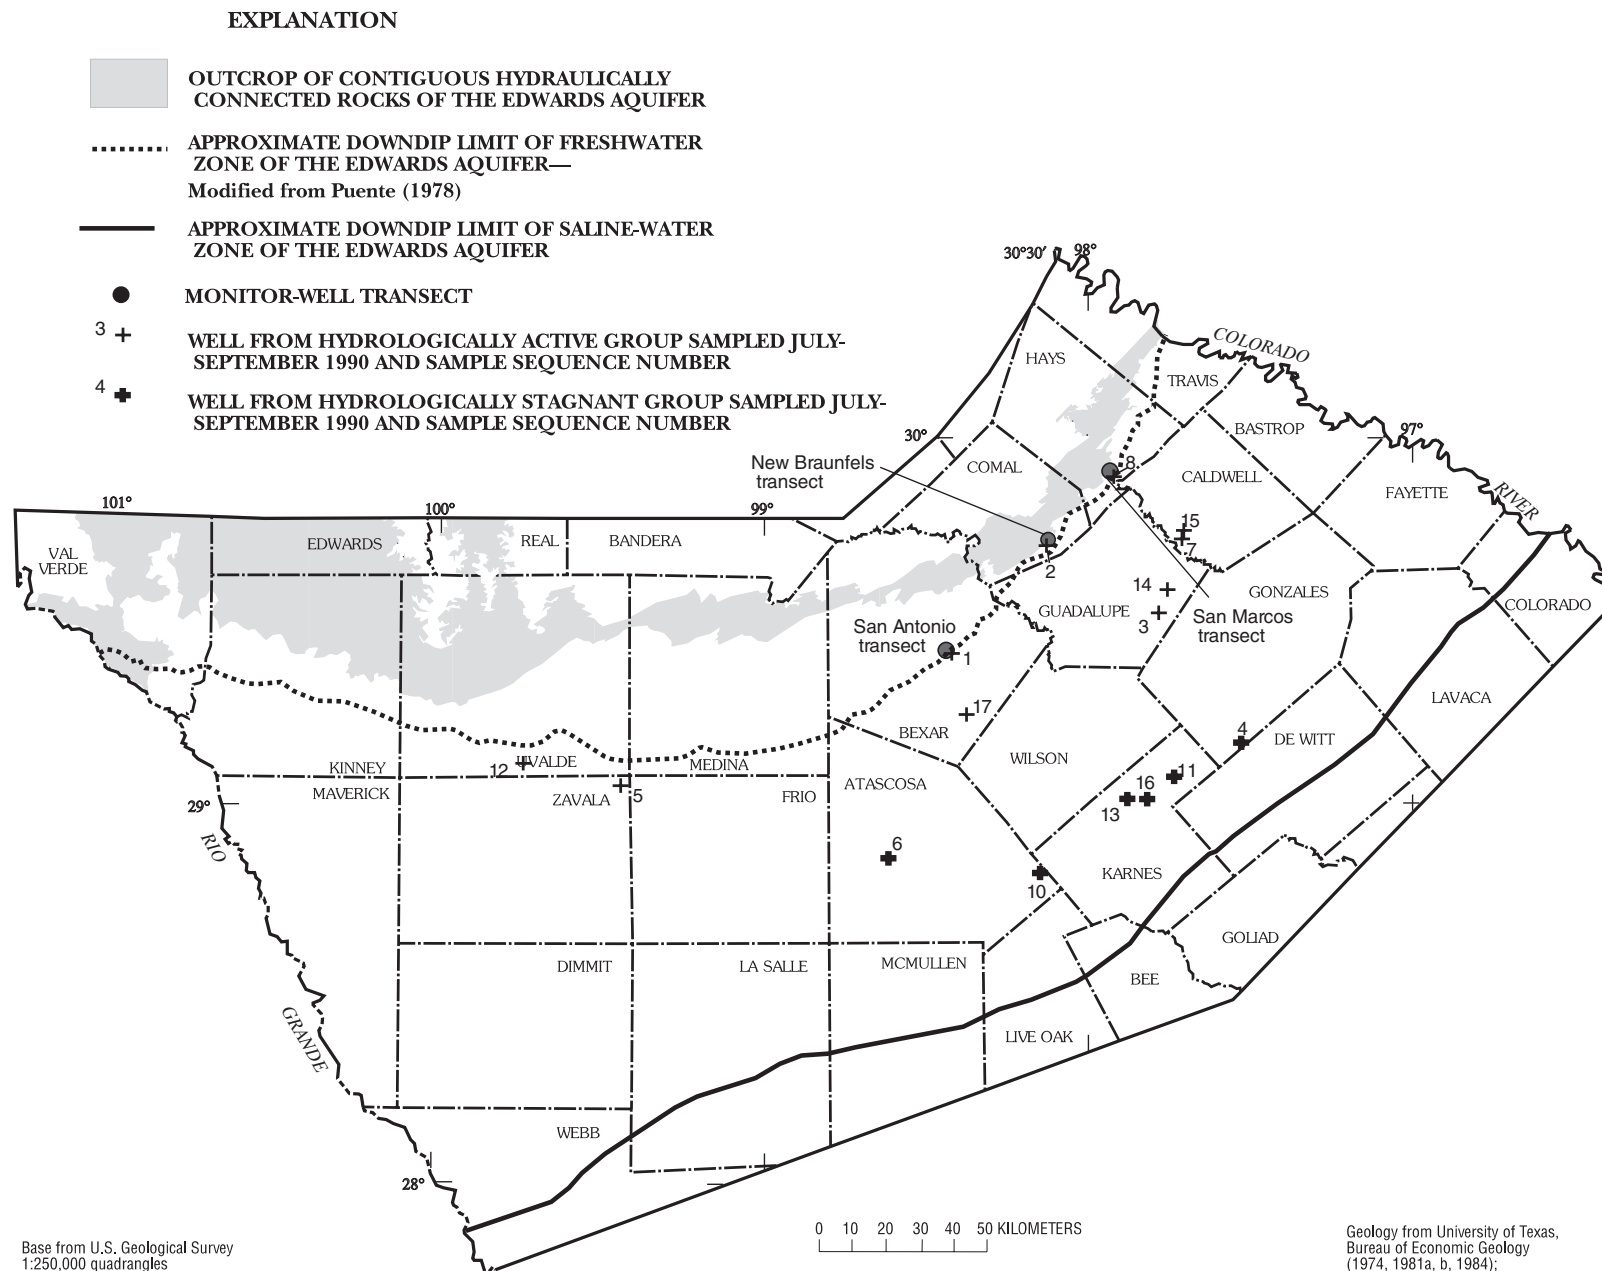 EXPLANATION
OUTCROP OF CONTIGUOUS HYDRAULICALLY
CONNECTED ROCKS OF THE EDWARDS AQUIFER
APPROXIMATE DOWNDIP LIMIT OF FRESHWATER
ZONE OF THE EDWARDS AQUIFER—
Modified from Puente (1978)
APPROXIMATE DOWNDIP LIMIT OF SALINE-WATER
ZONE OF THE EDWARDS AQUIFER
MONITOR-WELL TRANSECT
3
WELL FROM HYDROLOGICALLY ACTIVE GROUP SAMPLED JULY-
SEPTEMBER 1990 AND SAMPLE SEQUENCE NUMBER
4
WELL FROM HYDROLOGICALLY STAGNANT GROUP SAMPLED JULY-
SEPTEMBER 1990 AND SAMPLE SEQUENCE NUMBER
30°30′
98°
COLORADO
HAYS
TRAVIS
BASTROP
30°
97°
New Braunfels
transect
COMAL
8
CALDWELL
FAYETTE
RIVER
101°
100°
99°
15
7
VAL
VERDE
EDWARDS
REAL
BANDERA
2
14
GONZALES
COLORADO
GUADALUPE
3
San Marcos
transect
San Antonio
transect
1
LAVACA
17
BEXAR
4
DE WITT
WILSON
KINNEY
12
UVALDE
MEDINA
11
MAVERICK
ZAVALA
5
FRIO
ATASCOSA
16
13
29°
RIO
6
KARNES
10
GOLIAD
DIMMIT
LA SALLE
MCMULLEN
BEE
GRANDE
LIVE OAK
WEBB
28°
0 10 20 30 40 50 KILOMETERS
Base from U.S. Geological Survey
1:250,000 quadrangles
Geology from University of Texas,
Bureau of Economic Geology
(1974, 1981a, b, 1984);